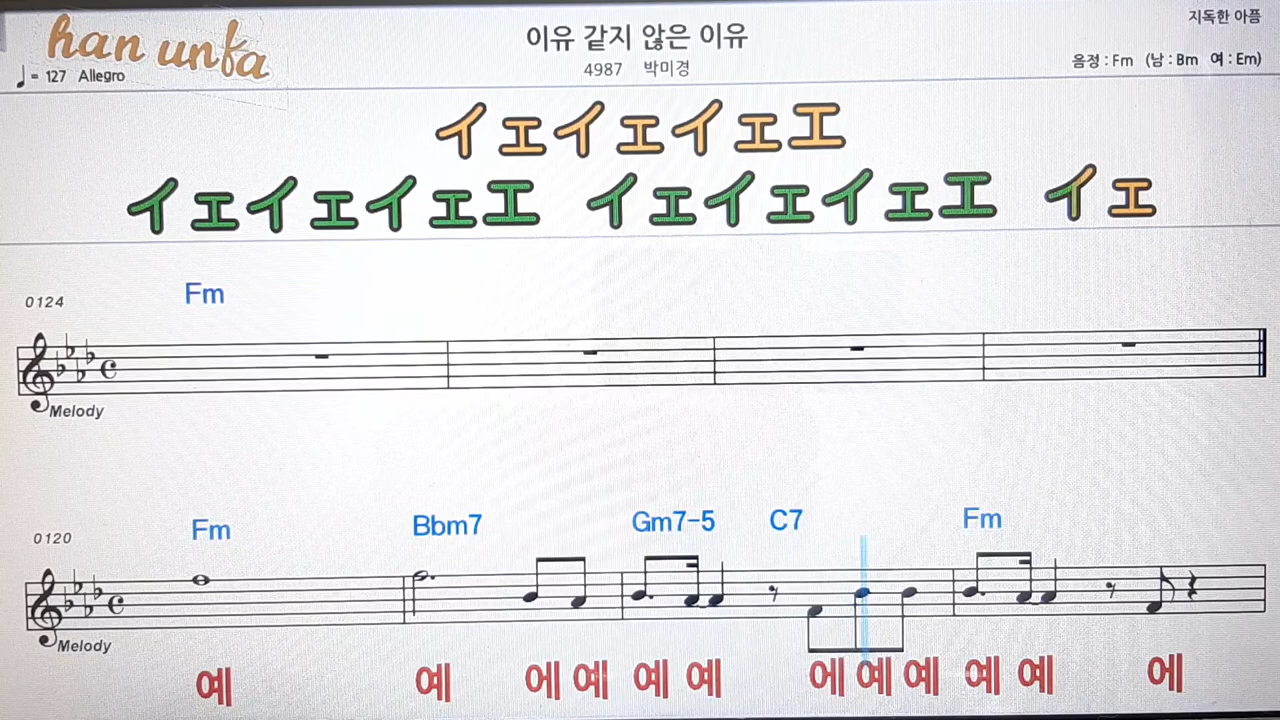 han unfa
♩= 127 Allegro
이유 같지 않은 이유
4987 박미경
지독한 아픔
음정 : Fm (남 : Bm 여 : Em)
イェイェイェエ
イェイェイェエ イェイェイェエ イェ
0124
Fm
Melody
0120
Fm Bbm7 Gm7-5 C7 Fm
Melody
예 예 에 예 예 예 에 예 예 예 예 에